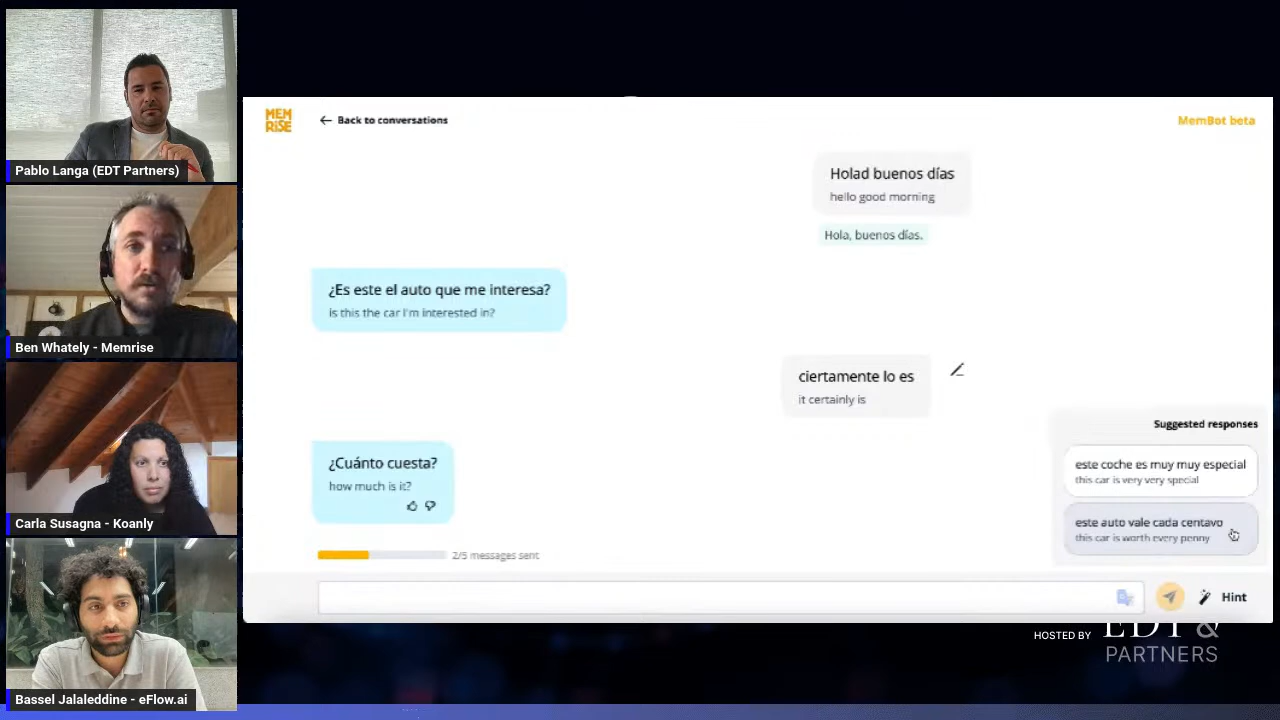 Pablo Langa (EDT Partners)
Ben Whately - Memrise
Carla Susagna - Koanly
Bassel Jalaleddine - eFlow.ai
MEM
RISE
Back to conversations
MemBot beta
Holad buenos días
hello good morning
Hola, buenos días.
¿Es este el auto que me interesa?
is this the car I'm interested in?
ciertamente lo es
it certainly is
¿Cuánto cuesta?
how much is it?
2/5 messages sent
Suggested responses
este coche es muy muy especial
this car is very very special
este auto vale cada centavo
this car is worth every penny
Hint
HOSTED BY
EDT &
PARTNERS